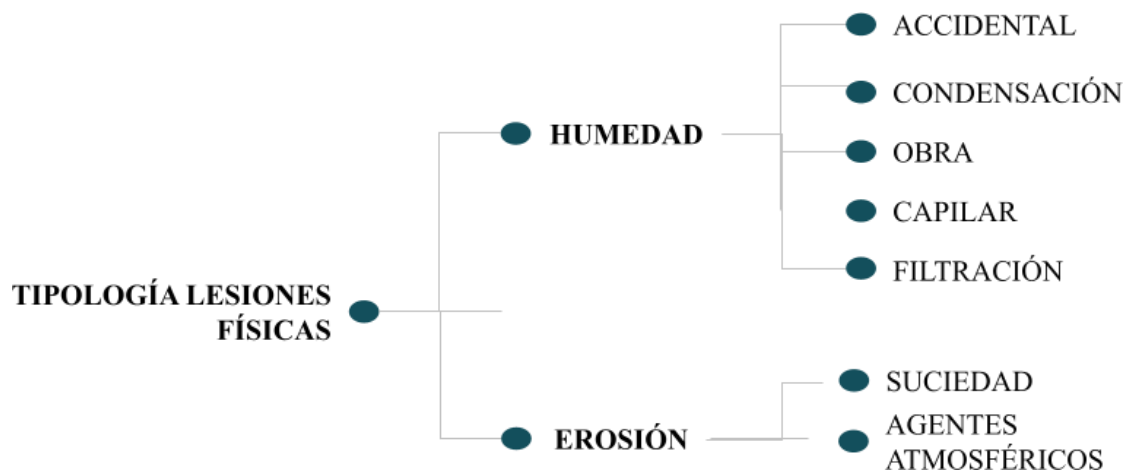 ACCIDENTAL
CONDENSACIÓN
HUMEDAD
OBRA
CAPILAR
FILTRACIÓN
TIPOLOGÍA LESIONES
FÍSICAS
SUCIEDAD
EROSIÓN
AGENTES
ATMOSFÉRICOS